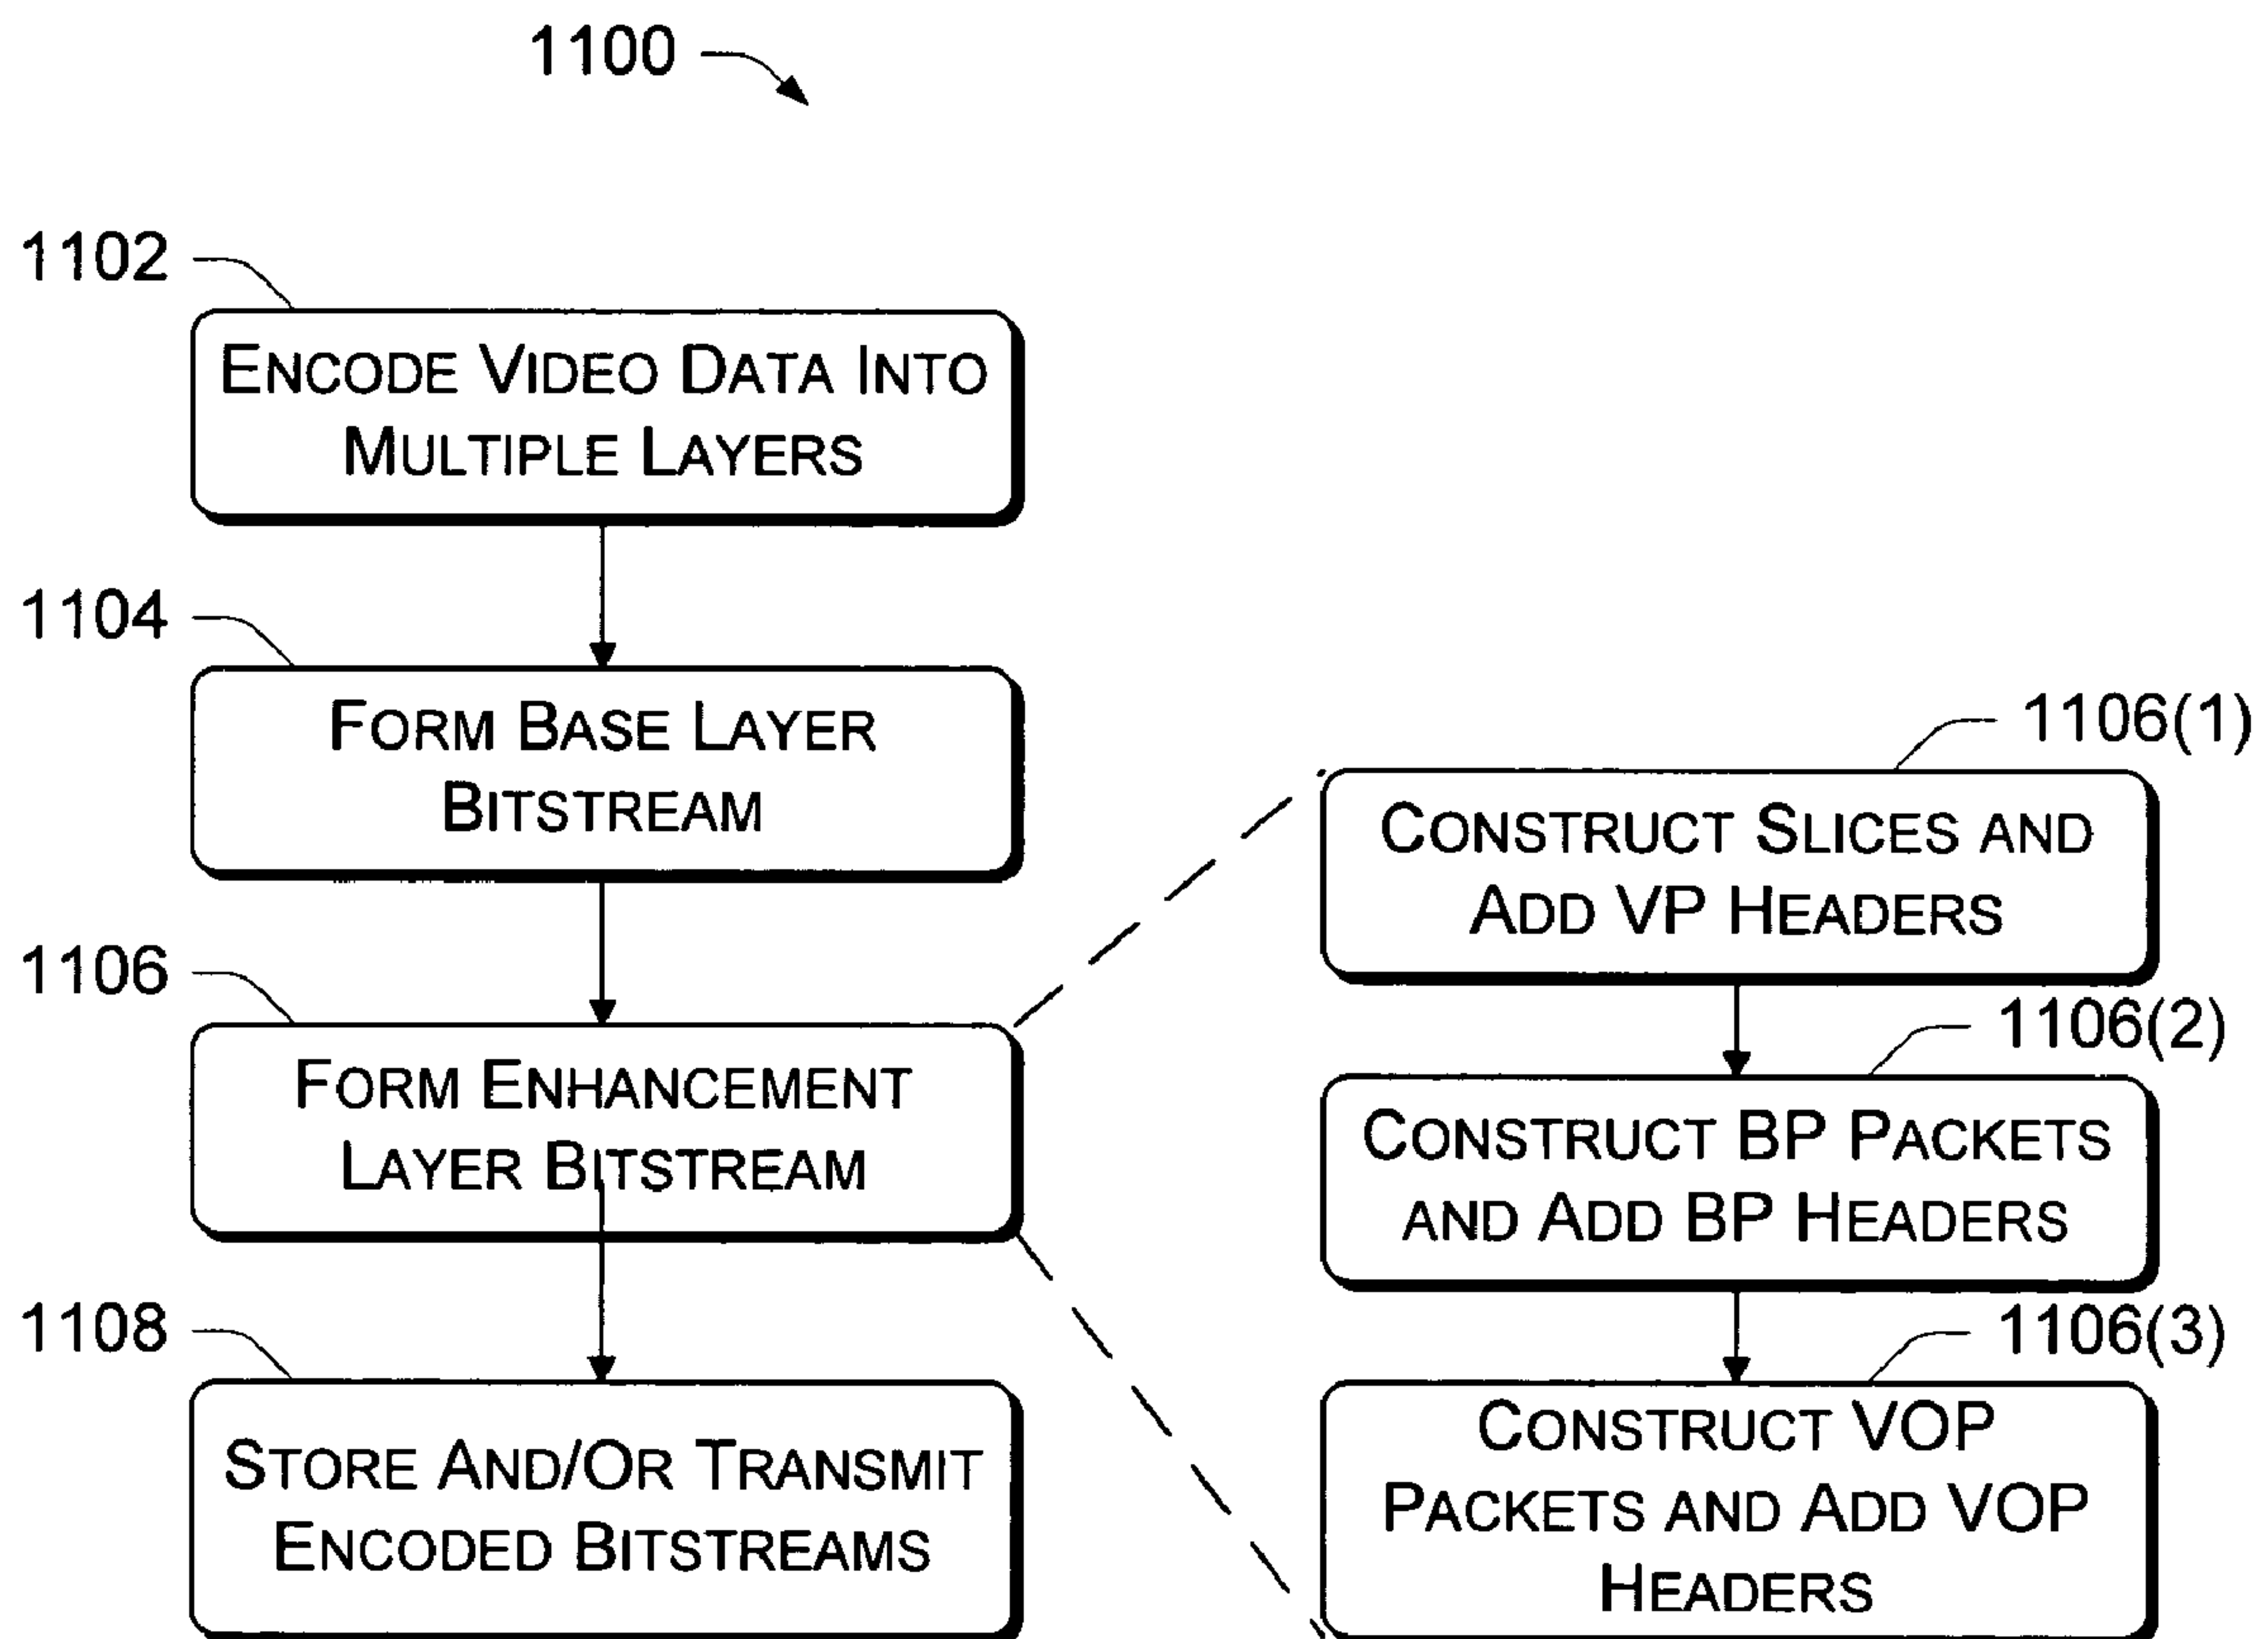 1100
1102
ENCODE VIDEO DATA INTO
MULTIPLE LAYERS
1104
FORM BASE LAYER
BITSTREAM
1106
FORM ENHANCEMENT
LAYER BITSTREAM
1108
STORE AND/OR TRANSMIT
ENCODED BITSTREAMS
1106(1)
CONSTRUCT SLICES AND
ADD VP HEADERS
1106(2)
CONSTRUCT BP PACKETS
AND ADD BP HEADERS
1106(3)
CONSTRUCT VOP
PACKETS AND ADD VOP
HEADERS